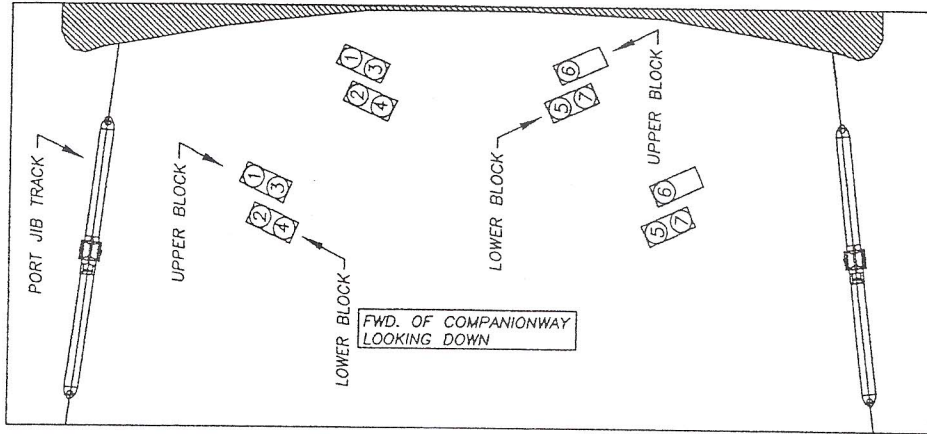 PORT JIB TRACK
UPPER BLOCK
LOWER BLOCK
FWD. OF COMPANIONWAY
LOOKING DOWN
LOWER BLOCK
UPPER BLOCK
1
3
2
4
1
3
2
4
6
5
7
6
5
7